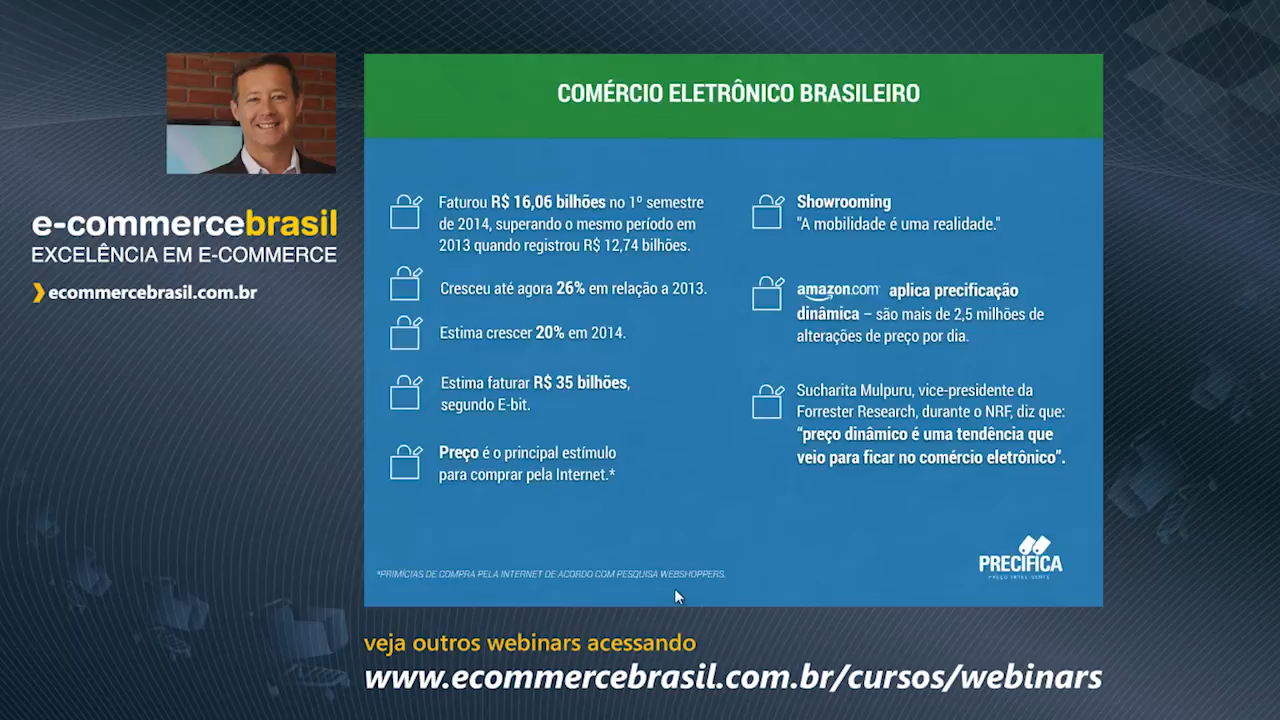 e-commercebrasil
EXCELÊNCIA EM E-COMMERCE
ecommercebrasil.com.br
COMÉRCIO ELETRÔNICO BRASILEIRO
Faturou R$ 16,06 bilhões no 1º semestre
de 2014, superando o mesmo período em
2013 quando registrou R$ 12,74 bilhões.
Cresceu até agora 26% em relação a 2013.
Estima crescer 20% em 2014.
Estima faturar R$ 35 bilhões,
segundo E-bit.
Preço é o principal estímulo
para comprar pela Internet.*
Showrooming
"A mobilidade é uma realidade."
amazon.com aplica precificação
dinâmica – são mais de 2,5 milhões de
alterações de preço por dia.
Sucharita Mulpuru, vice-presidente da
Forrester Research, durante o NRF, diz que:
“preço dinâmico é uma tendência que
veio para ficar no comércio eletrônico”.
*PRIMÍCIAS DE COMPRA PELA INTERNET DE ACORDO COM PESQUISA WEBSHOPPERS.
PRECIFICA
PREÇO INTELIGENTE
veja outros webinars acessando
www.ecommercebrasil.com.br/cursos/webinars